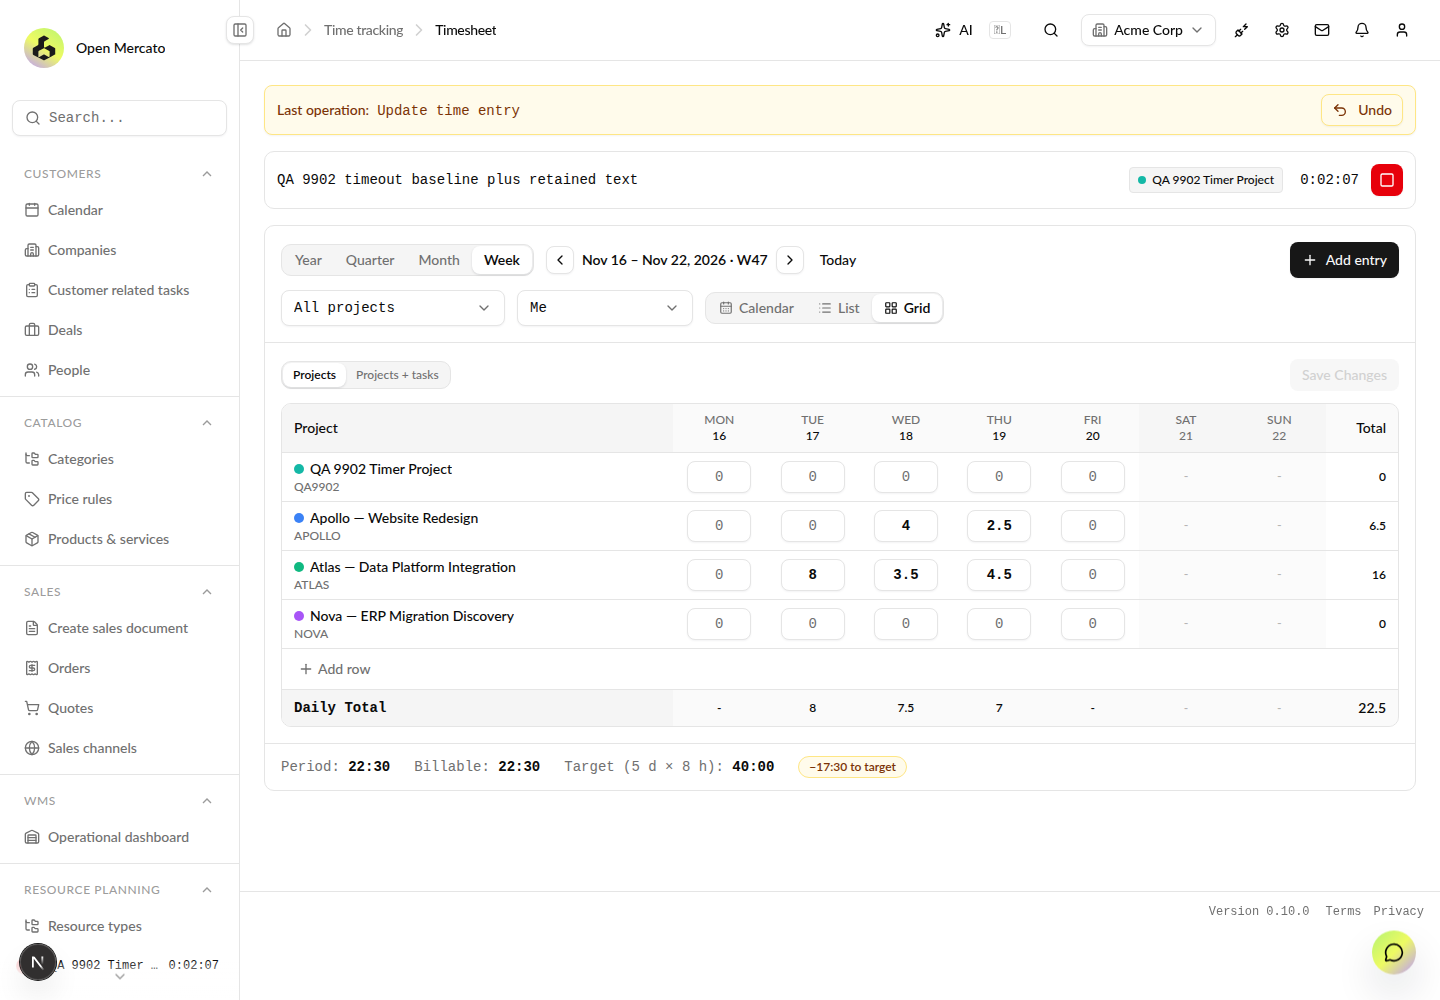 Open Mercato
Time tracking
Timesheet
AI
L
Acme Corp
Search...
CUSTOMERS
Calendar
Companies
Customer related tasks
Deals
People
CATALOG
Categories
Price rules
Products & services
SALES
Create sales document
Orders
Quotes
Sales channels
WMS
Operational dashboard
RESOURCE PLANNING
Resource types
N
QA 9902 Timer … 0:02:07
Last operation: Update time entry
Undo
QA 9902 timeout baseline plus retained text
QA 9902 Timer Project
0:02:07
Year Quarter Month Week
Nov 16 – Nov 22, 2026 · W47
Today
+ Add entry
All projects
Me
Calendar List Grid
Projects Projects + tasks
Save Changes
Project MON 16 TUE 17 WED 18 THU 19 FRI 20 SAT 21 SUN 22 Total
QA 9902 Timer Project 0 0 0 0 0 - - 0
QA9902
Apollo — Website Redesign 0 0 4 2.5 0 - - 6.5
APOLLO
Atlas — Data Platform Integration 0 8 3.5 4.5 0 - - 16
ATLAS
Nova — ERP Migration Discovery 0 0 0 0 0 - - 0
NOVA
+ Add row
Daily Total - 8 7.5 7 - - - 22.5
Period: 22:30 Billable: 22:30 Target (5 d × 8 h): 40:00 −17:30 to target
Version 0.10.0 Terms Privacy